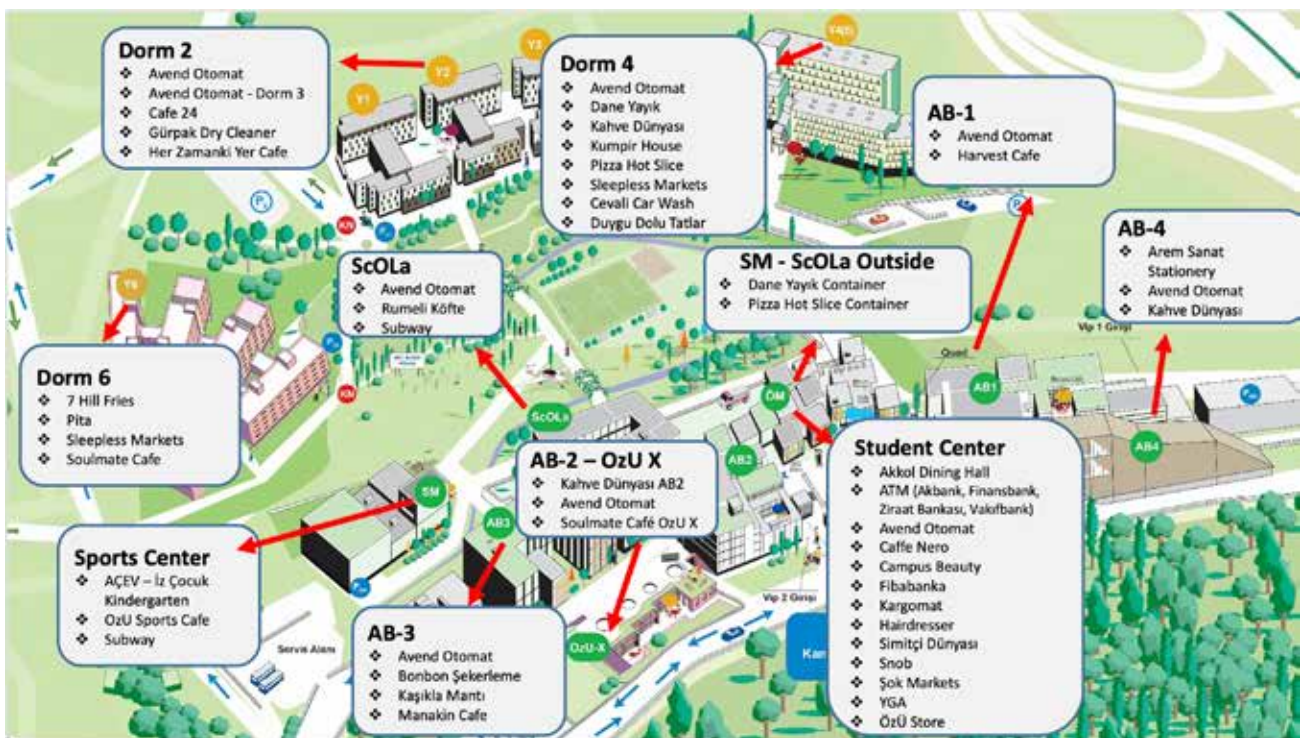 Dorm 2
❖ Avend Otomat
❖ Avend Otomat - Dorm 3
❖ Cafe 24
❖ Gürpak Dry Cleaner
❖ Her Zamanki Yer Cafe
Y1
Y2
Y3
Dorm 4
❖ Avend Otomat
❖ Dane Yayık
❖ Kahve Dünyası
❖ Kumpir House
❖ Pizza Hot Slice
❖ Sleepless Markets
❖ Cevali Car Wash
❖ Duygu Dolu Tatlar
AB-1
❖ Avend Otomat
❖ Harvest Cafe
AB-4
❖ Arem Sanat
Stationery
❖ Avend Otomat
❖ Kahve Dünyası
KN
ScOLa
❖ Avend Otomat
❖ Rumeli Köfte
❖ Subway
SM - ScOLa Outside
❖ Dane Yayık Container
❖ Pizza Hot Slice Container
Vip 1 Girişi
Quad
Dorm 6
❖ 7 Hill Fries
❖ Pita
❖ Sleepless Markets
❖ Soulmate Cafe
KN
ScOLa
ÖM
AB1
AB2
AB4
AB-2 – OzU X
❖ Kahve Dünyası AB2
❖ Avend Otomat
❖ Soulmate Café OzU X
Student Center
❖ Akkol Dining Hall
❖ ATM (Akbank, Finansbank,
Ziraat Bankası, Vakıfbank)
❖ Avend Otomat
❖ Caffe Nero
❖ Campus Beauty
❖ Fibabanka
❖ Kargomat
❖ Hairdresser
❖ Simitçi Dünyası
❖ Snob
❖ Şok Markets
❖ YGA
❖ ÖzÜ Store
SM
AB3
Sports Center
❖ AÇEV – İz Çocuk
Kindergarten
❖ OzU Sports Cafe
❖ Subway
Vip 2 Girişi
AB-3
❖ Avend Otomat
❖ Bonbon Şekerleme
❖ Kaşıkla Mantı
❖ Manakin Cafe
OzU-X
Servis Alanı